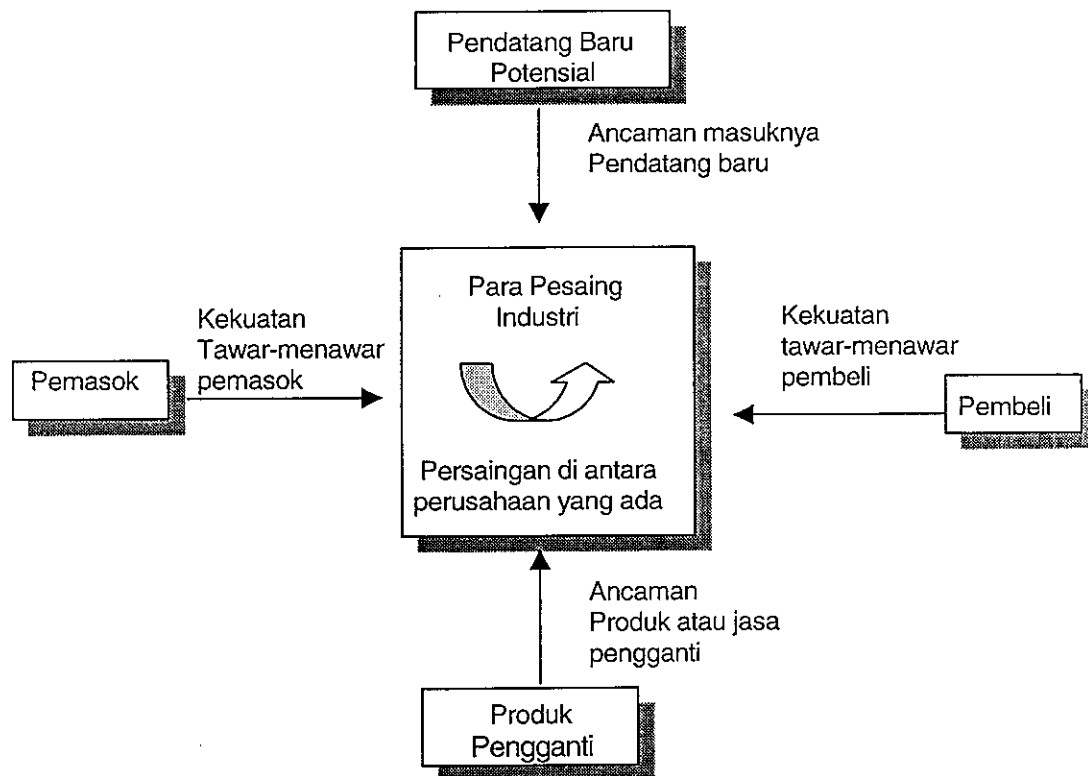 Pendatang Baru
Potensial
Ancaman masuknya
Pendatang baru
Para Pesaing
Industri
Kekuatan
Tawar-menawar
pemasok
Pemasok
Kekuatan
tawar-menawar
pembeli
Pembeli
Persaingan di antara
perusahaan yang ada
Ancaman
Produk atau jasa
pengganti
Produk
Pengganti